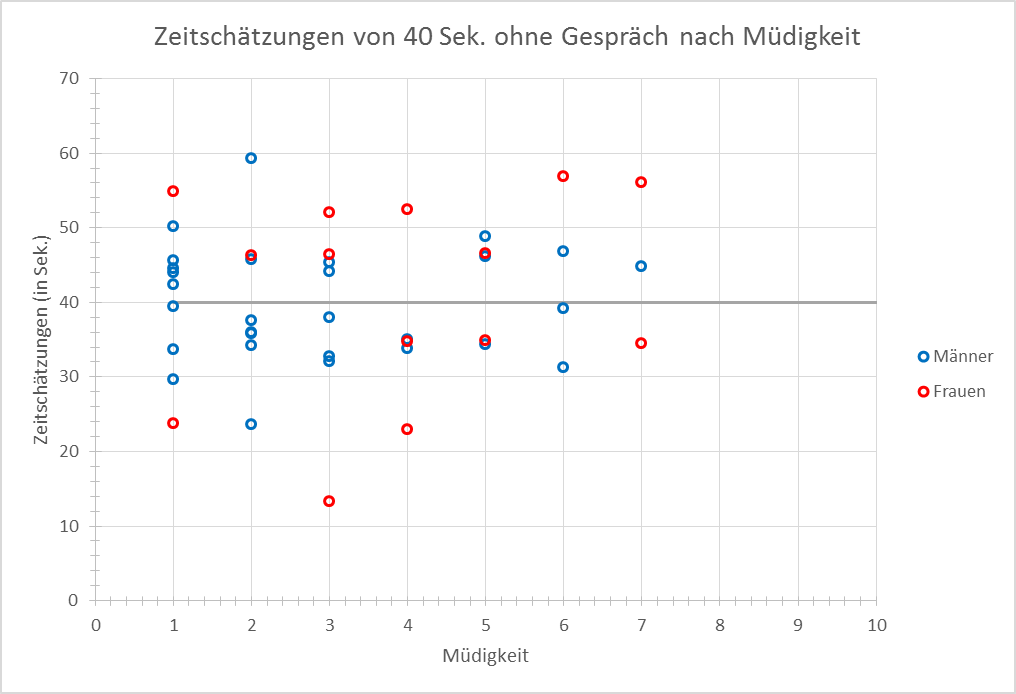 Zeitschätzungen von 40 Sek. ohne Gespräch nach Müdigkeit
70
60
50
40
30
20
10
0
Zeitschätzungen (in Sek.)
0 1 2 3 4 5 6 7 8 9 10
Müdigkeit
Männer
Frauen